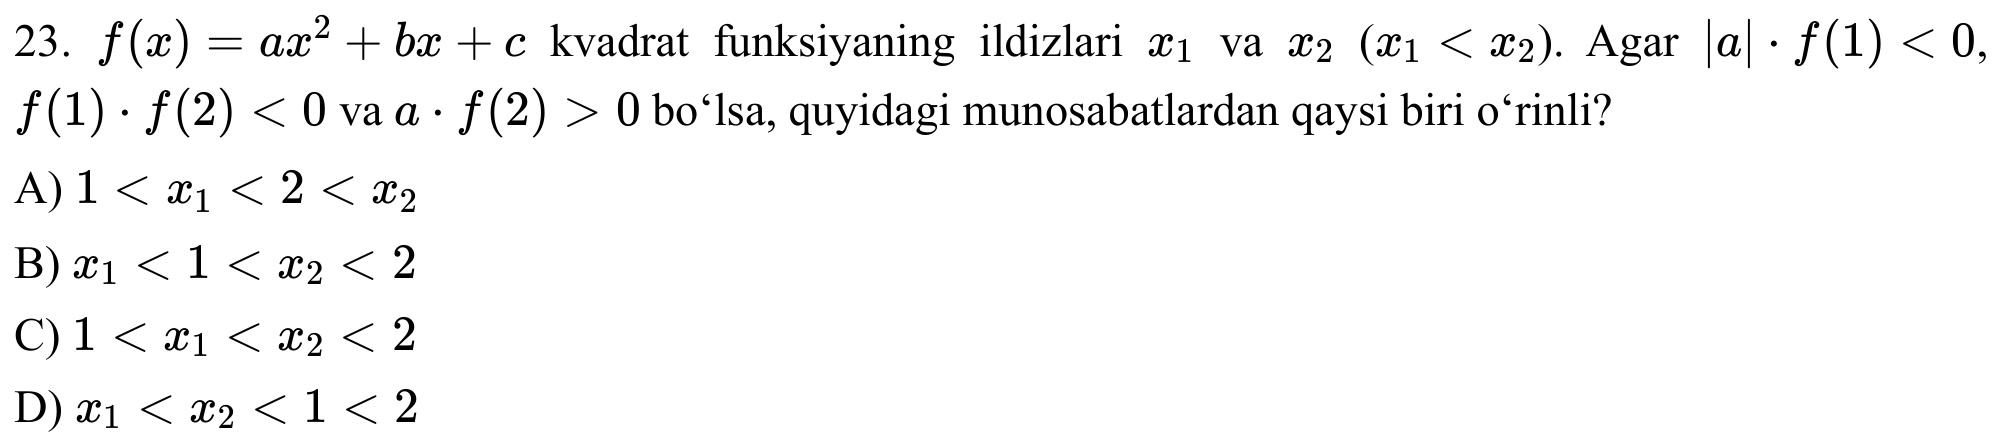 23. f(x) = ax² + bx + c kvadrat funksiyaning ildizlari x₁ va x₂ (x₁ < x₂). Agar |a| · f(1) < 0,
f(1) · f(2) < 0 va a · f(2) > 0 bo‘lsa, quyidagi munosabatlardan qaysi biri o‘rinli?
A) 1 < x₁ < 2 < x₂
B) x₁ < 1 < x₂ < 2
C) 1 < x₁ < x₂ < 2
D) x₁ < x₂ < 1 < 2